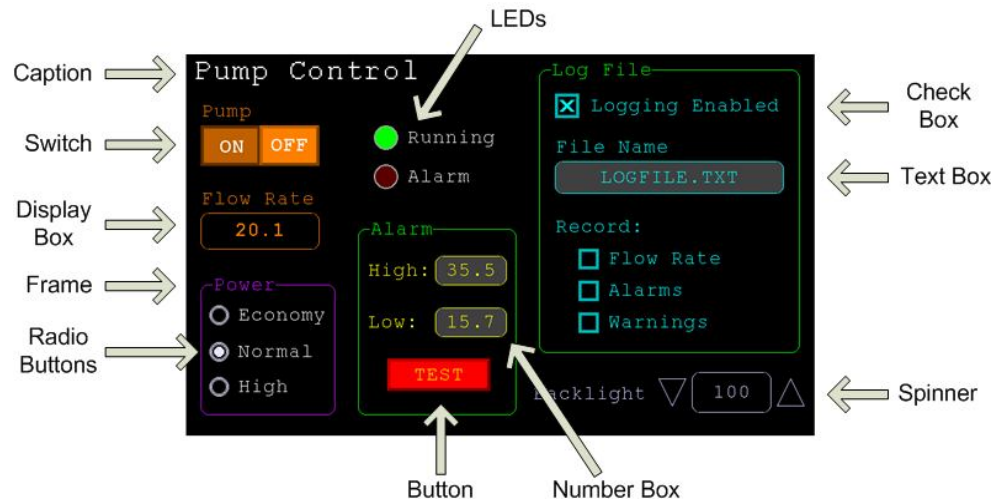 LEDs
Caption
Pump Control
Log File
Logging Enabled
Check
Box
Pump
Switch
ON OFF
Running
Alarm
File Name
LOGFILE.TXT
Text Box
Flow Rate
Display
Box
20.1
Alarm
High: 35.5
Low: 15.7
TEST
Record:
Flow Rate
Alarms
Warnings
Frame
Power
Economy
Normal
High
Radio
Buttons
Backlight 100
Spinner
Button
Number Box